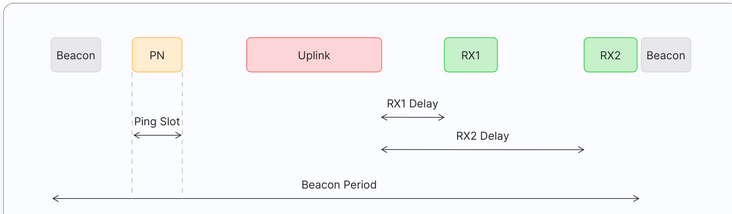 Beacon
PN
Uplink
RX1
RX2
Beacon
RX1 Delay
Ping Slot
RX2 Delay
Beacon Period